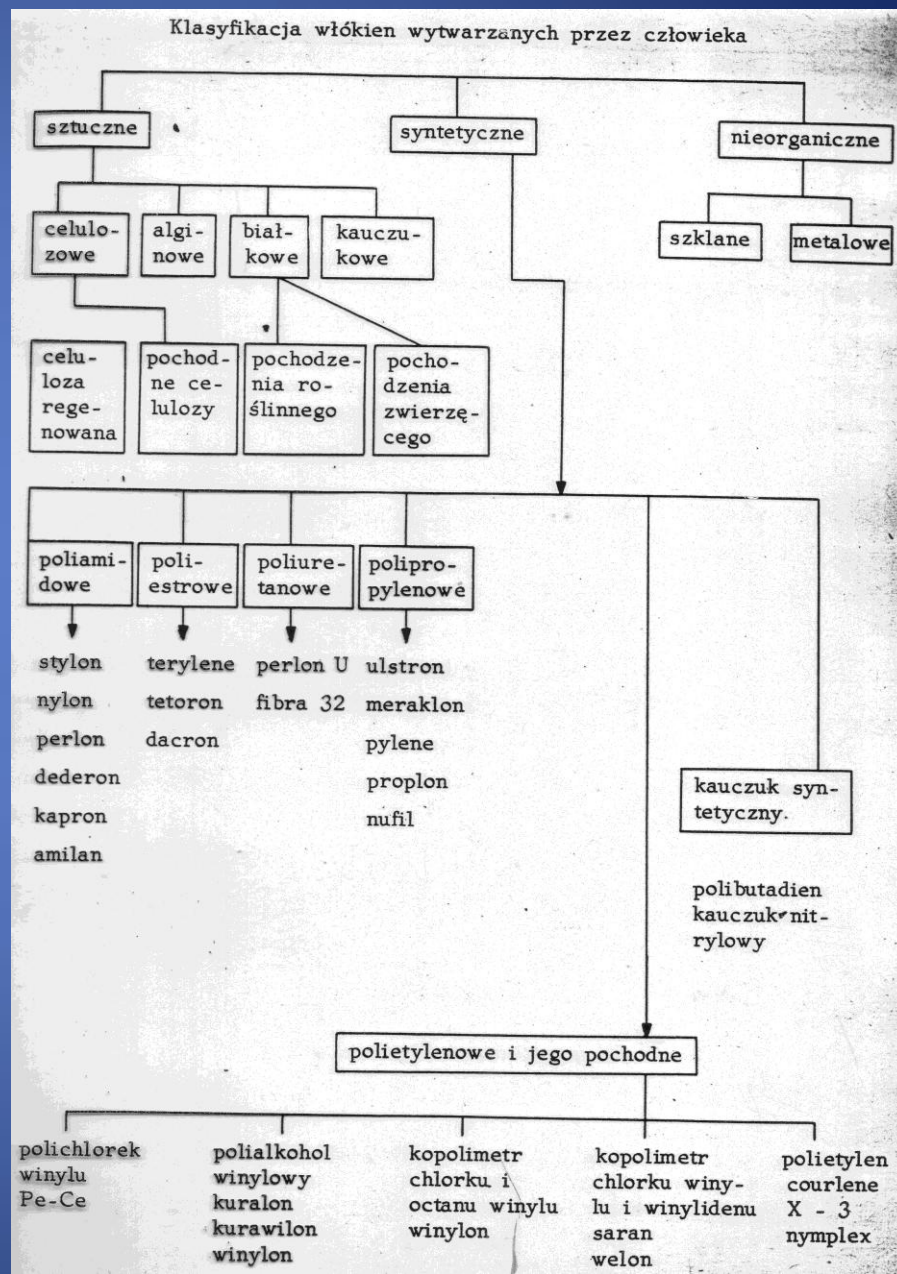 Klasyfikacja włókien wytwarzanych przez człowieka
sztuczne
syntetyczne
nieorganiczne
celulo-
zowe
algi-
nowe
biał-
kowe
kauczu-
kowe
szklane
metalowe
celu-
loza
rege-
nowana
pochod-
ne ce-
lulozy
pochodze-
nia ro-
ślinnego
pocho-
dzenia
zwierzę-
cego
poliami-
dowe
poli-
estrowe
poliure-
tanowe
polipro-
pylenowe
stylon
nylon
perlon
dederon
kapron
amilan
terylene
tetoron
dacron
perlon U
fibra 32
ulstron
meraklon
pylene
proplon
nufil
kauczuk syn-
tetyczny.
polibutadien
kauczuk nit-
rylowy
polietylenowe i jego pochodne
polichlorek
winylu
Pe-Ce
polialkohol
winylowy
kuralon
kurawilon
winylon
kopolimetr
chlorku i
octanu winylu
winylon
kopolimetr
chlorku winy-
lu i winylidenu
saran
welon
polietylen
courlene
X - 3
nymplex